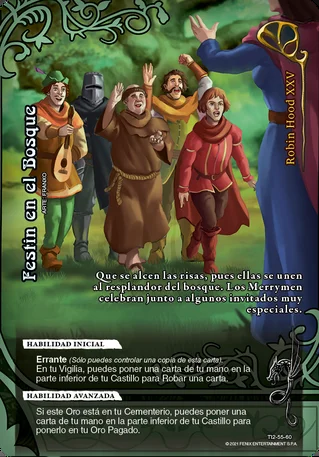 Festín en el Bosque
ARTE: FRANKO
Robin Hood XXV
Que se alcen las risas, pues ellas se unen
al resplandor del bosque. Los Merrymen
celebran junto a algunos invitados muy
especiales.
HABILIDAD INICIAL
Errante (Sólo puedes controlar una copia de esta carta).
En tu Vigilia, puedes poner una carta de tu mano en la
parte inferior de tu Castillo para Robar una carta.
HABILIDAD AVANZADA
Si este Oro está en tu Cementerio, puedes poner una
carta de tu mano en la parte inferior de tu Castillo para
ponerlo en tu Oro Pagado.
T12-55-60
© 2021 FENIX ENTERTAINMENT S.P.A.